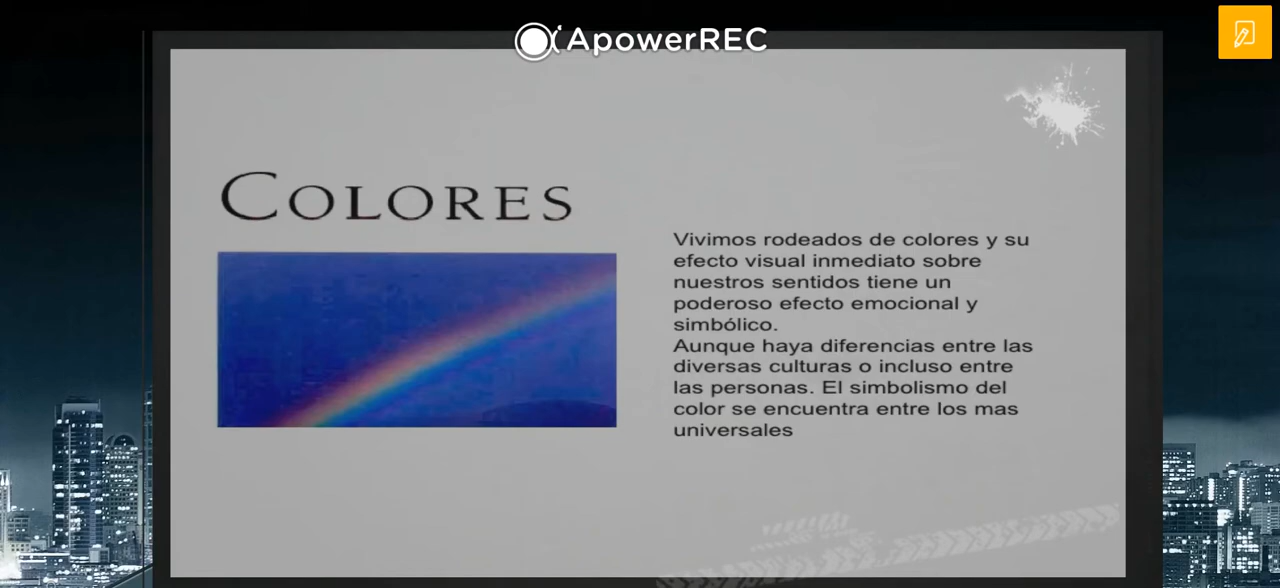 ApowerREC
COLORES
Vivimos rodeados de colores y su
efecto visual inmediato sobre
nuestros sentidos tiene un
poderoso efecto emocional y
simbólico.
Aunque haya diferencias entre las
diversas culturas o incluso entre
las personas. El simbolismo del
color se encuentra entre los mas
universales